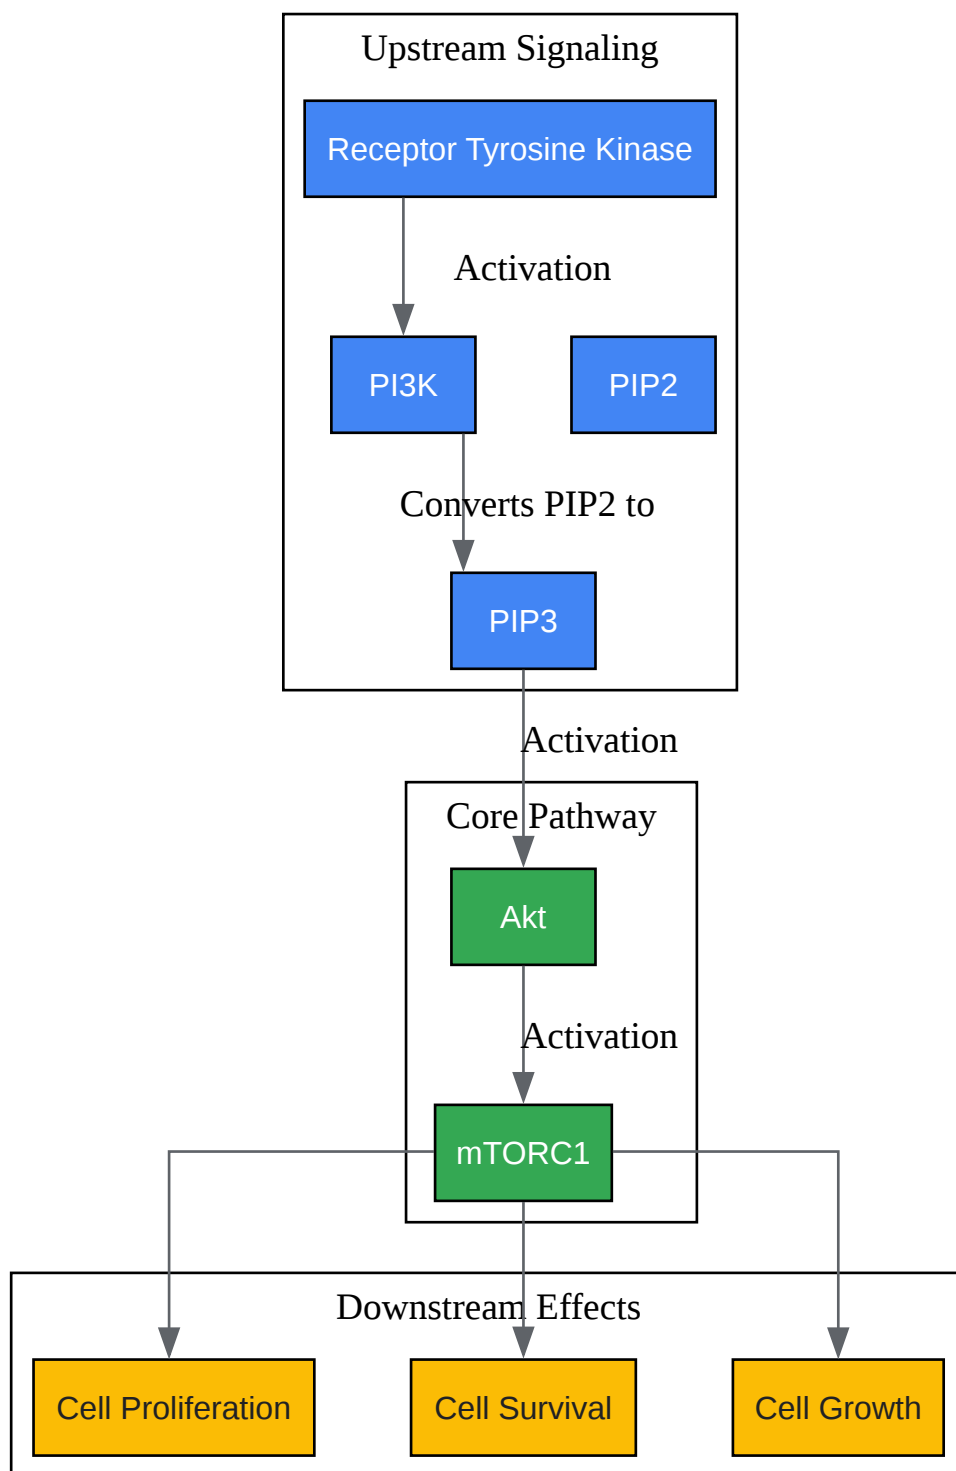 Upstream Signaling
Receptor Tyrosine Kinase
Activation
PI3K
PIP2
Converts PIP2 to
PIP3
Activation
Core Pathway
Akt
Activation
mTORC1
Downstream Effects
Cell Proliferation
Cell Survival
Cell Growth